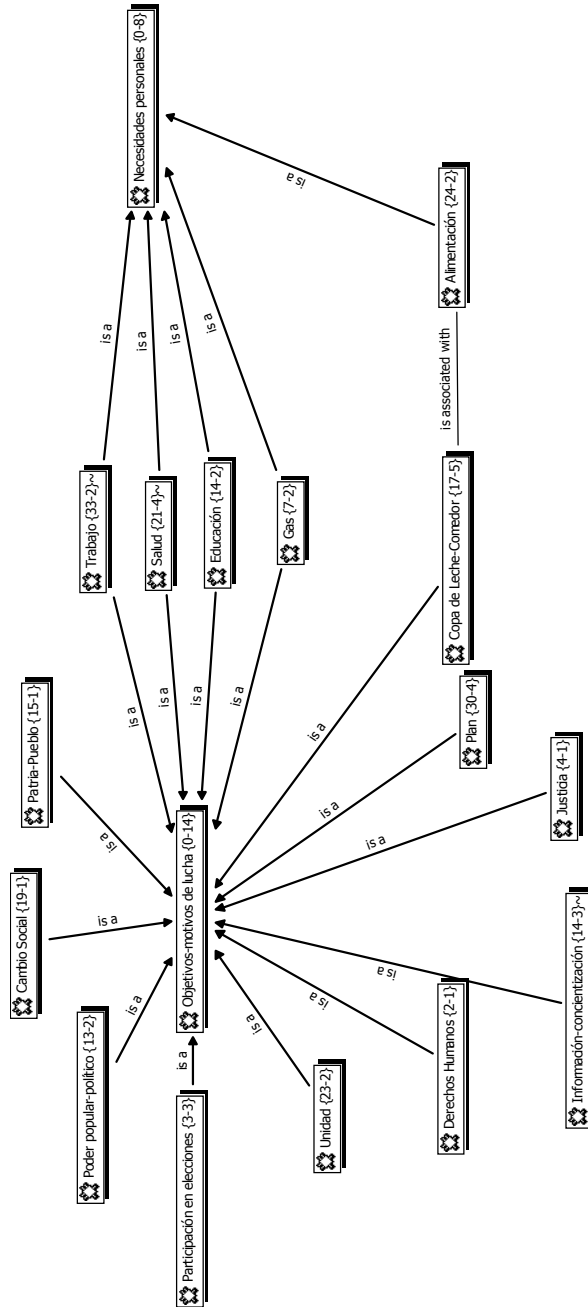 Cambio Social {19-1}
Patria-Pueblo {15-1}
Poder popular-político {13-2}
Trabajo {33-2}~
is a
is a
is a
is a
is a
Necesidades personales {0-8}
is a
Salud {21-4}~
is a
is a
is a
Participación en elecciones {3-3}
Objetivos-motivos de lucha {0-14}
is a
is a
Educación {14-2}
is a
is a
Gas {7-2}
is a
is a
is a
Unidad {23-2}
is a
is a
is a
Derechos Humanos {2-1}
Copa de Leche-Comedor {17-5}
is associated with
Alimentación {24-2}
Plan {30-4}
Justicia {4-1}
Información-concientización {14-3}~